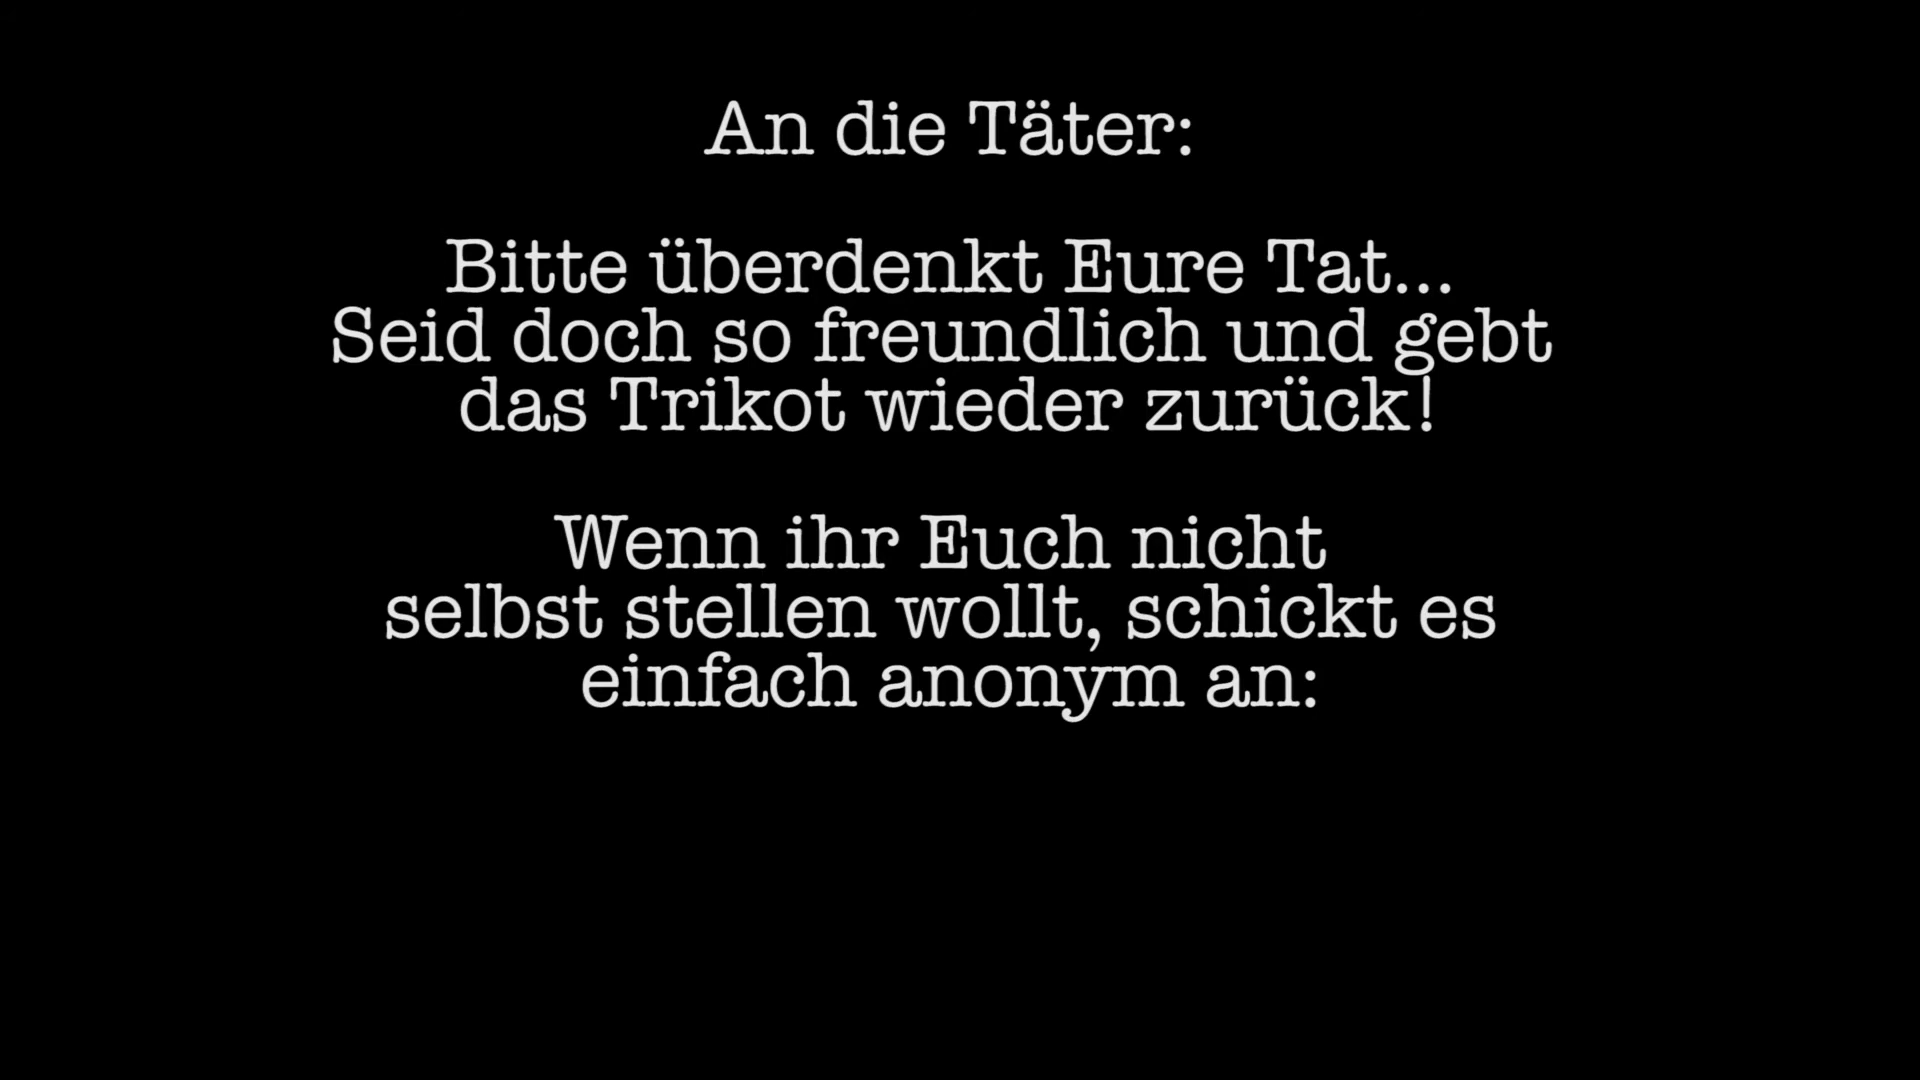 An die Täter:
Bitte überdenkt Eure Tat...
Seid doch so freundlich und gebt
das Trikot wieder zurück!
Wenn ihr Euch nicht
selbst stellen wollt, schickt es
einfach anonym an: